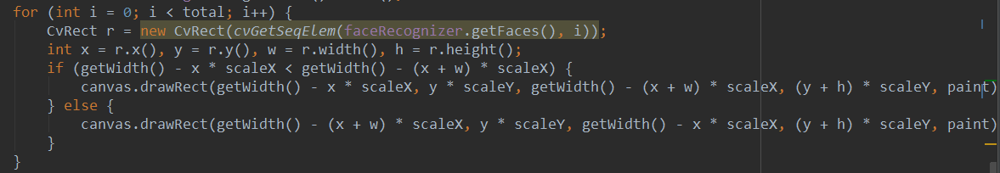 for (int i = 0; i < total; i++) {
    CvRect r = new CvRect(cvGetSeqElem(faceRecognizer.getFaces(), i));
    int x = r.x(), y = r.y(), w = r.width(), h = r.height();
    if (getWidth() - x * scaleX < getWidth() - (x + w) * scaleX) {
        canvas.drawRect(getWidth() - x * scaleX, y * scaleY, getWidth() - (x + w) * scaleX, (y + h) * scaleY, paint)
    } else {
        canvas.drawRect(getWidth() - (x + w) * scaleX, y * scaleY, getWidth() - x * scaleX, (y + h) * scaleY, paint)
    }
}